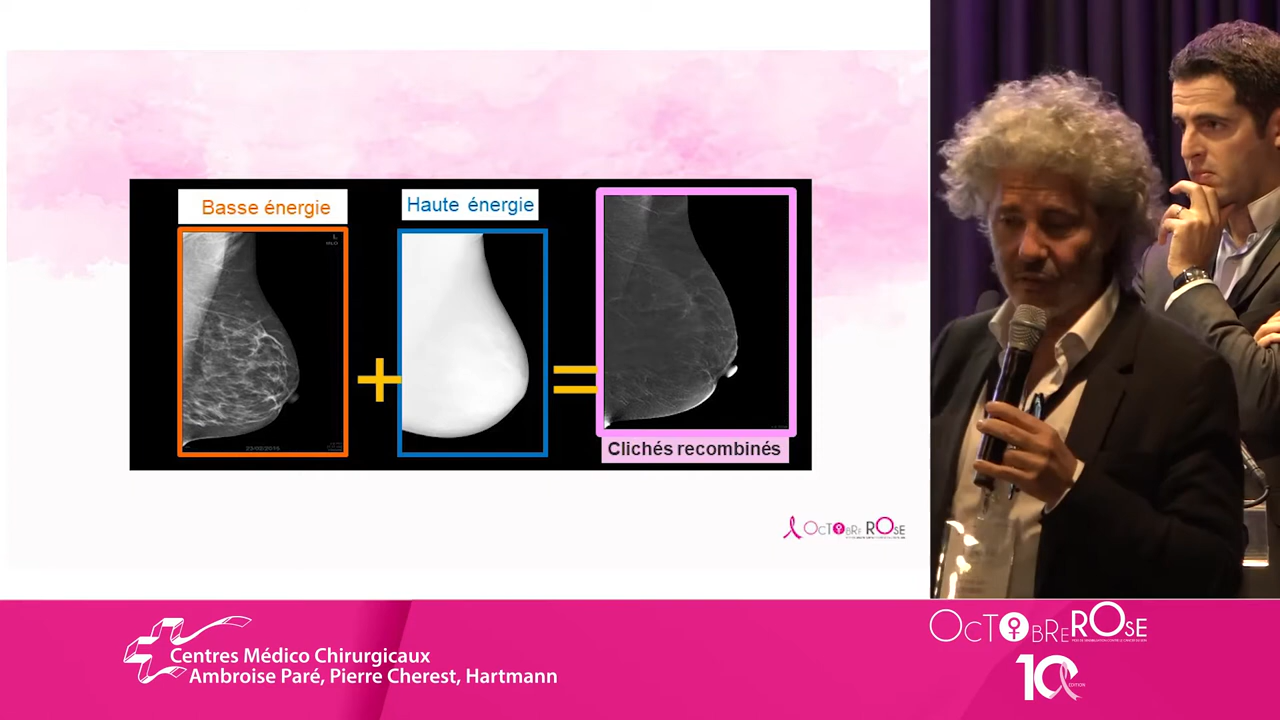 Basse énergie
Haute énergie
L
+
=
Clichés recombinés
OCTOBRE ROSE
Centres Médico Chirurgicaux
Ambroise Paré, Pierre Cherest, Hartmann
OCTOBRE ROSE
10
ÉDITION